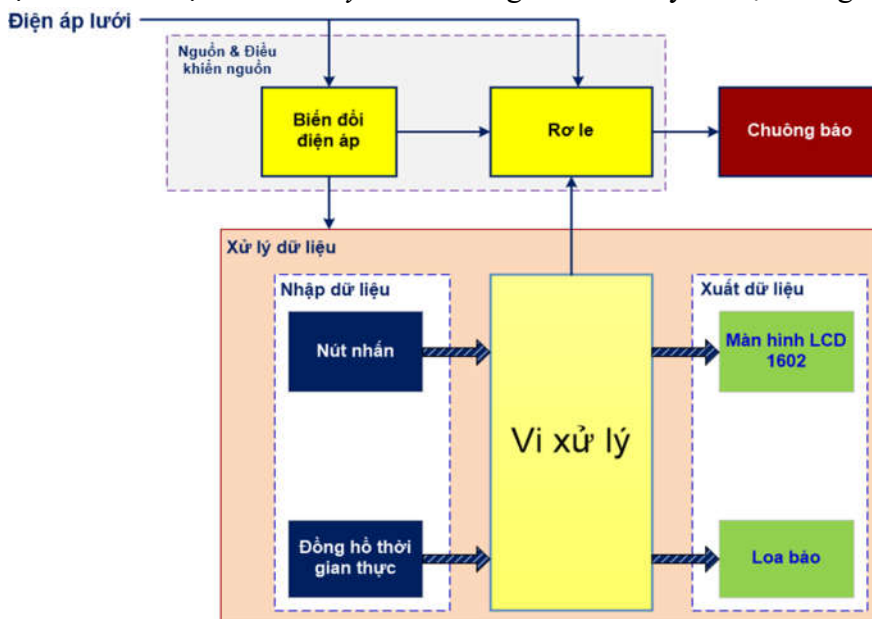 Điện áp lưới
Nguồn & Điều
khiển nguồn
Biến đổi
điện áp
Rơ le
Chuông báo
Xử lý dữ liệu
Nhập dữ liệu
Xuất dữ liệu
Nút nhấn
Màn hình LCD
1602
Vi xử lý
Đồng hồ thời
gian thực
Loa báo